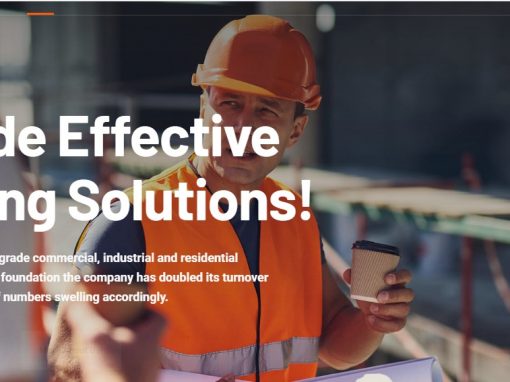 de Effective
ng Solutions!
grade commercial, industrial and residential
foundation the company has doubled its turnover
numbers swelling accordingly.